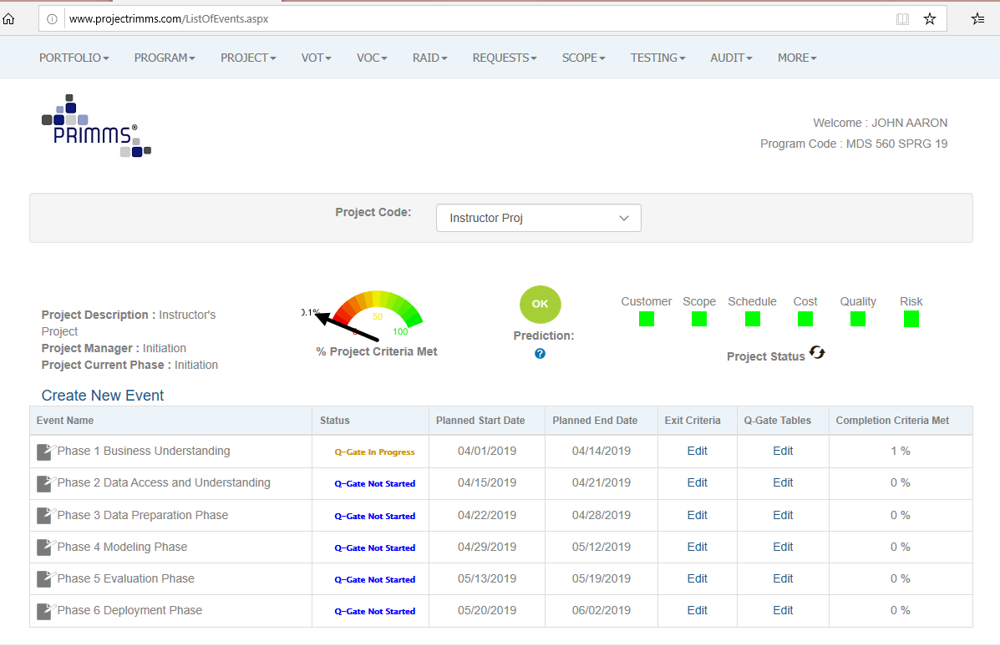 www.projectrimms.com/ListOfEvents.aspx
PORTFOLIO PROGRAM PROJECT VOT VOC RAID REQUESTS SCOPE TESTING AUDIT MORE
PRIMMS®
Welcome : JOHN AARON
Program Code : MDS 560 SPRG 19
Project Code: Instructor Proj
Project Description : Instructor's
Project
Project Manager : Initiation
Project Current Phase : Initiation
0.1%
50
0 100
% Project Criteria Met
OK
Prediction:
?
Customer Scope Schedule Cost Quality Risk
Project Status
Create New Event
Event Name Status Planned Start Date Planned End Date Exit Criteria Q-Gate Tables Completion Criteria Met
Phase 1 Business Understanding Q-Gate In Progress 04/01/2019 04/14/2019 Edit Edit 1 %
Phase 2 Data Access and Understanding Q-Gate Not Started 04/15/2019 04/21/2019 Edit Edit 0 %
Phase 3 Data Preparation Phase Q-Gate Not Started 04/22/2019 04/28/2019 Edit Edit 0 %
Phase 4 Modeling Phase Q-Gate Not Started 04/29/2019 05/12/2019 Edit Edit 0 %
Phase 5 Evaluation Phase Q-Gate Not Started 05/13/2019 05/19/2019 Edit Edit 0 %
Phase 6 Deployment Phase Q-Gate Not Started 05/20/2019 06/02/2019 Edit Edit 0 %